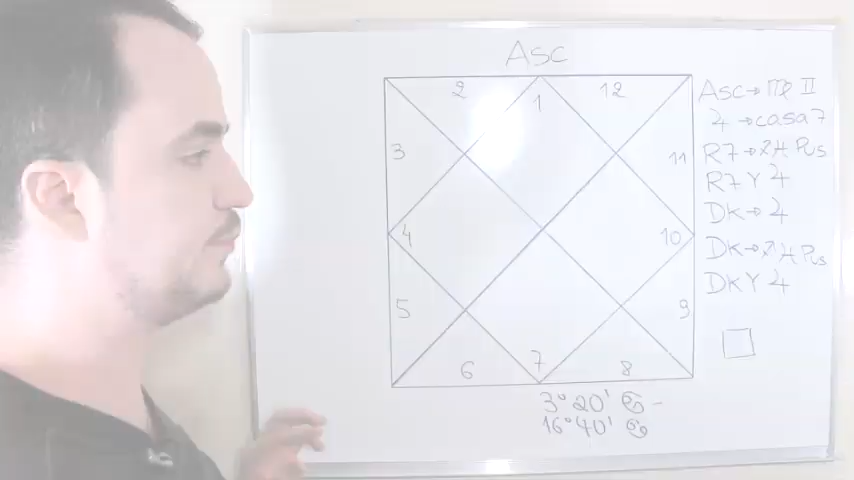 Asc
2 1 12
3 11
4 10
5 9
6 7 8
3° 20' ♋ -
16° 40' ♋
Asc→ ♍ II
♃ →casa 7
R7→ ♃ Pus
R7 Y ♃
DK→ ♃
DK→ ♃ Pus
DK Y ♃